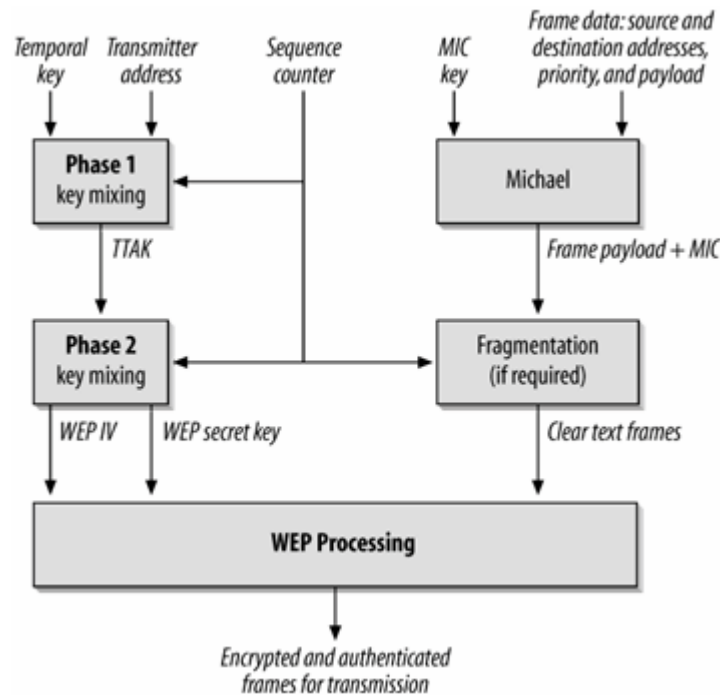 Temporal
key
Transmitter
address
Sequence
counter
MIC
key
Frame data: source and
destination addresses,
priority, and payload
Phase 1
key mixing
Michael
TTAK
Frame payload + MIC
Phase 2
key mixing
Fragmentation
(if required)
WEP IV
WEP secret key
Clear text frames
WEP Processing
Encrypted and authenticated
frames for transmission